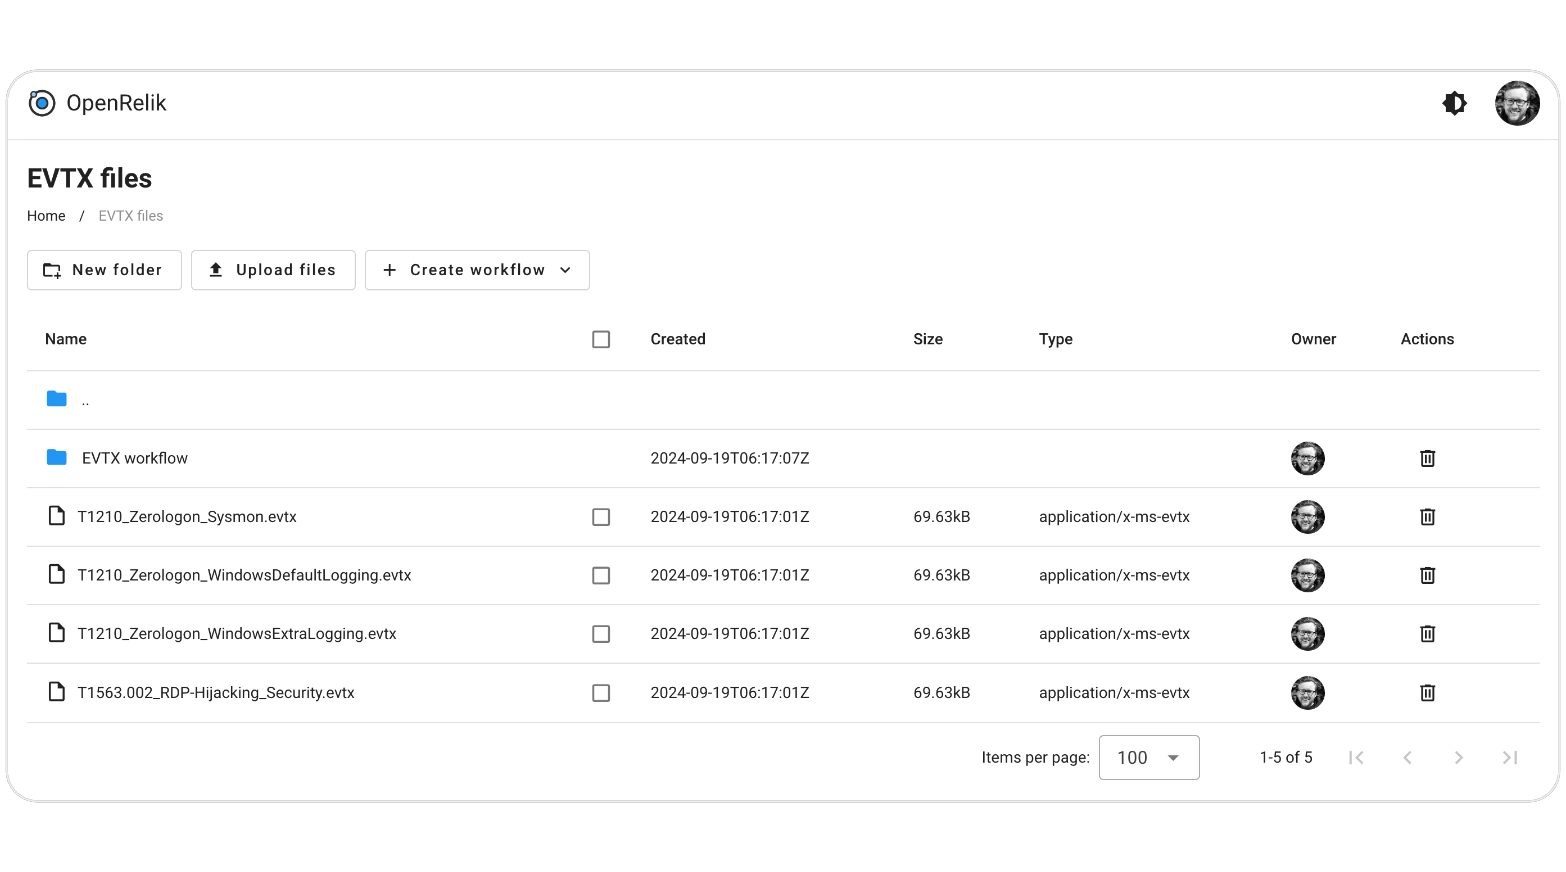 OpenRelik
EVTX files
Home / EVTX files
New folder Upload files Create workflow
Name Created Size Type Owner Actions
..
EVTX workflow 2024-09-19T06:17:07Z
T1210_Zerologon_Sysmon.evtx 2024-09-19T06:17:01Z 69.63kB application/x-ms-evtx
T1210_Zerologon_WindowsDefaultLogging.evtx 2024-09-19T06:17:01Z 69.63kB application/x-ms-evtx
T1210_Zerologon_WindowsExtraLogging.evtx 2024-09-19T06:17:01Z 69.63kB application/x-ms-evtx
T1563.002_RDP-Hijacking_Security.evtx 2024-09-19T06:17:01Z 69.63kB application/x-ms-evtx
Items per page: 100 1-5 of 5